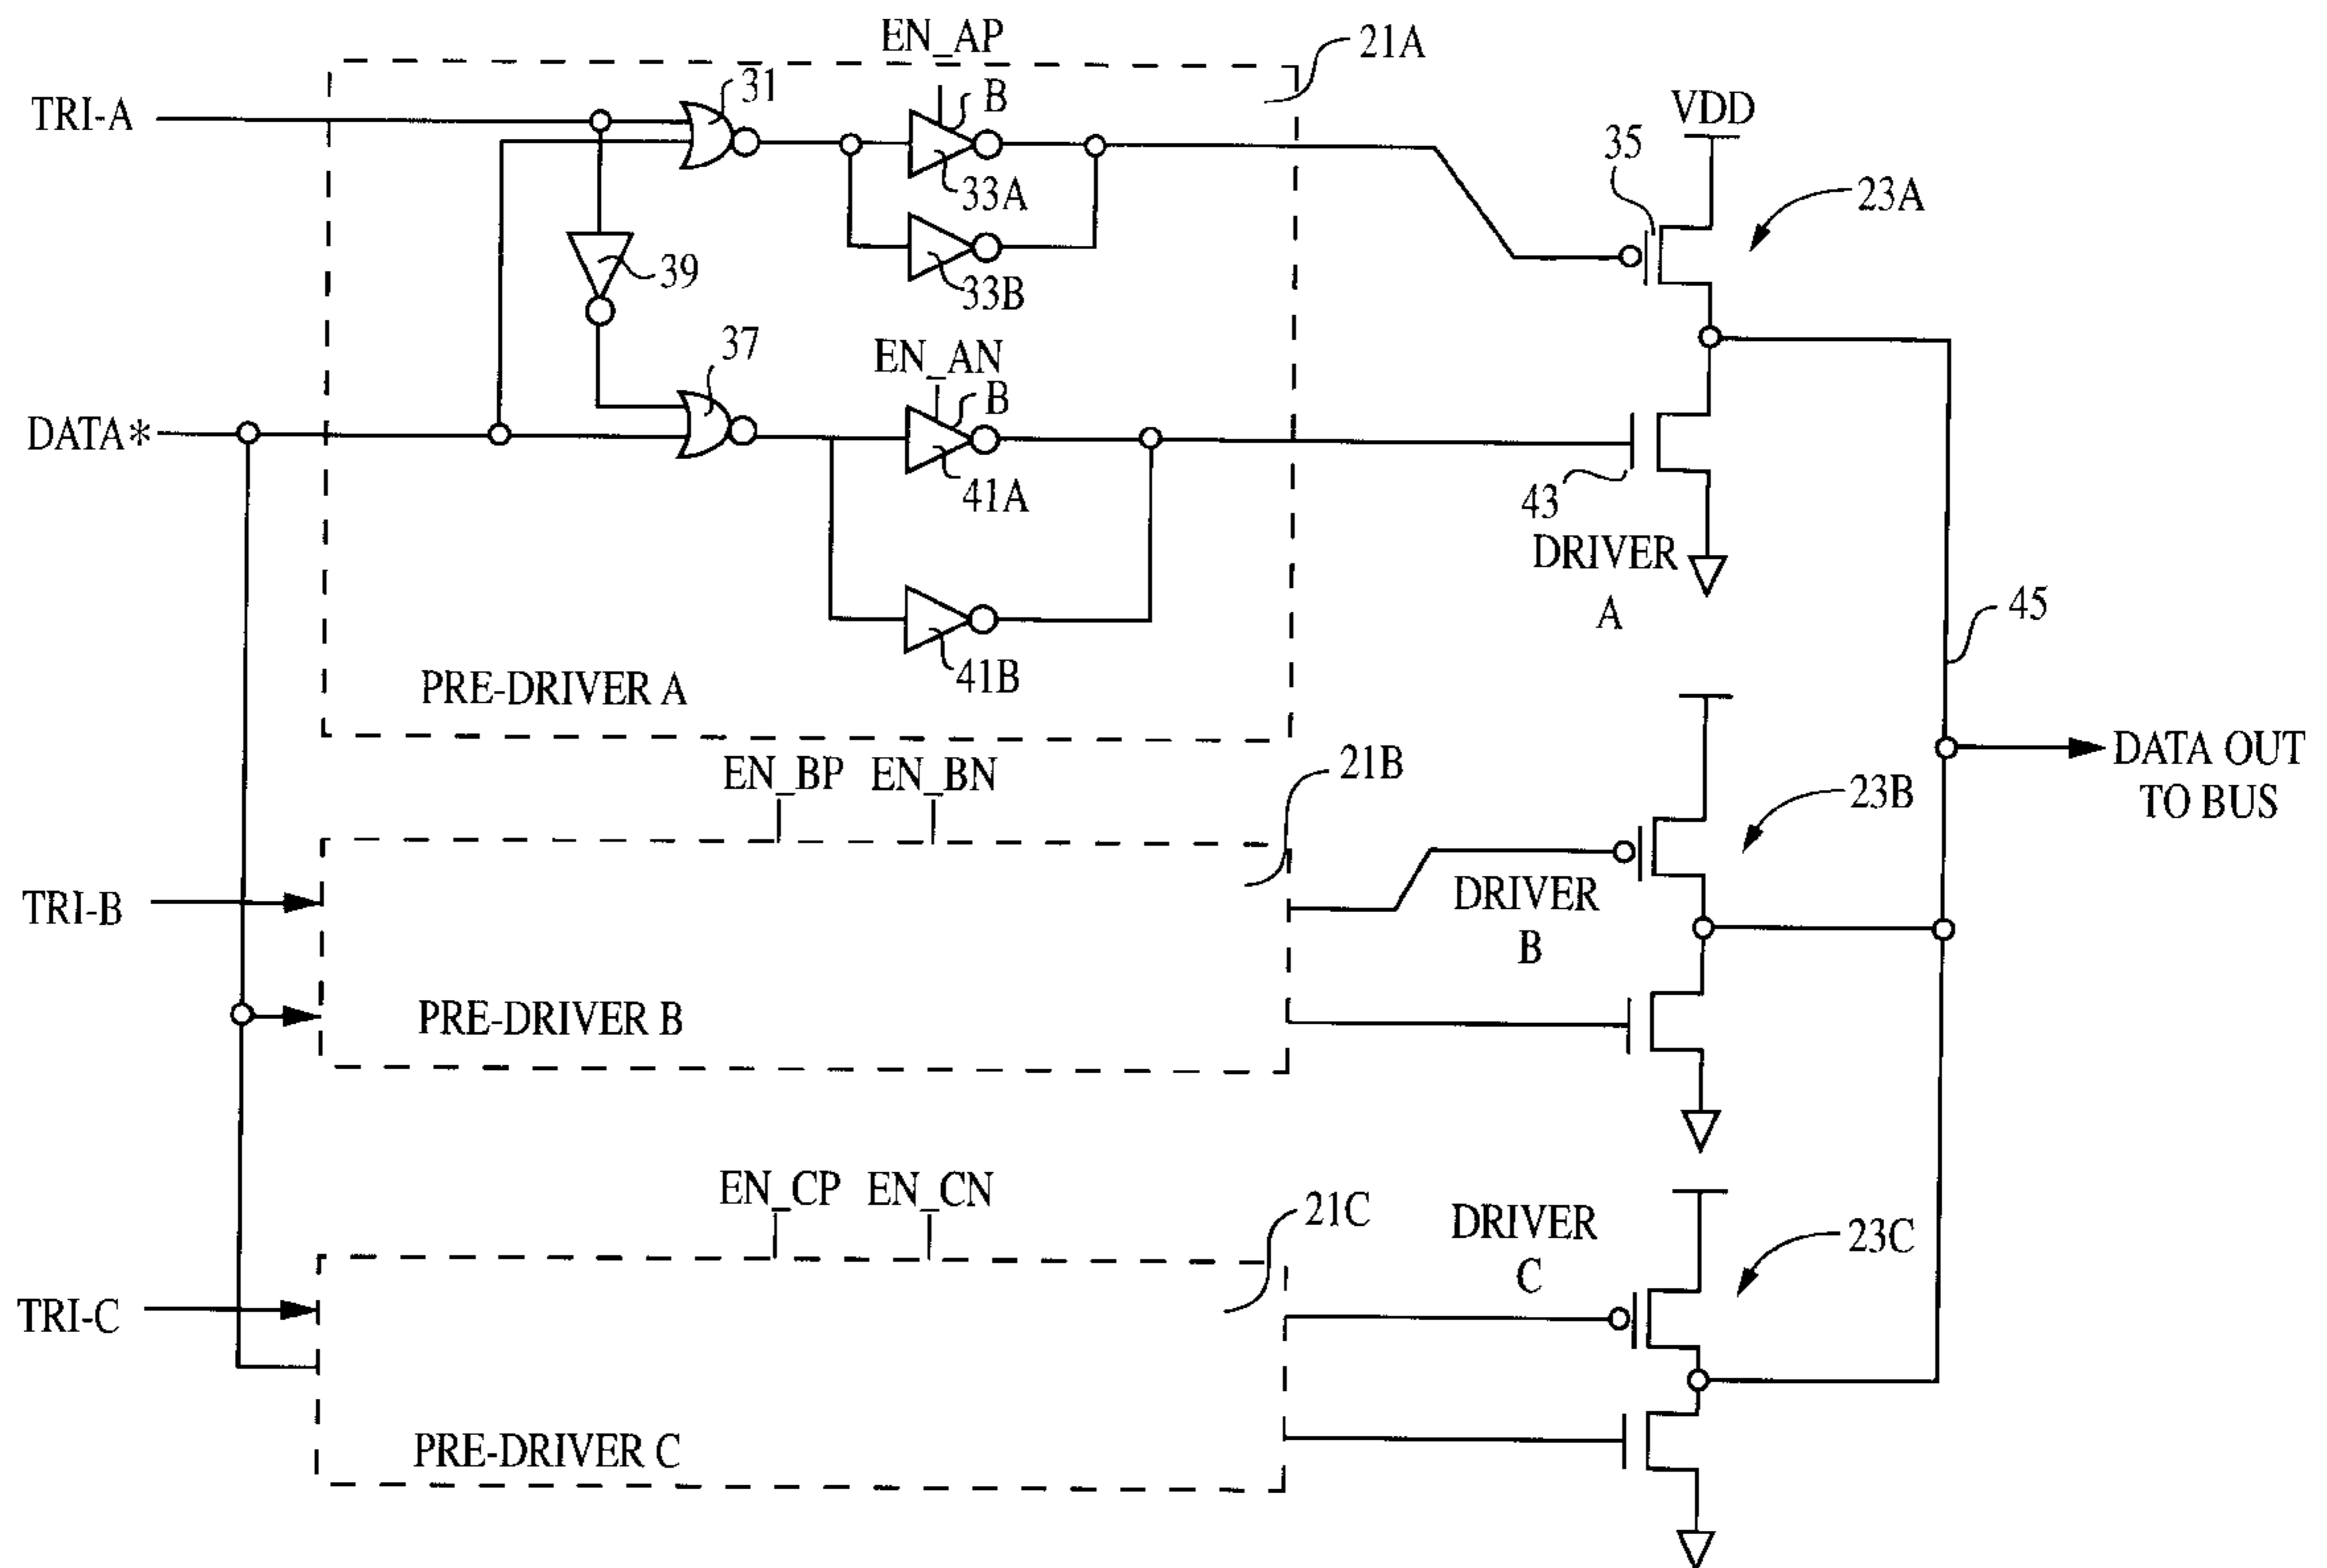 EN_AP
21A
TRI-A
31
B
VDD
35
33A
23A
39
33B
37
EN_AN
B
DATA*
41A
43
DRIVER
A
45
41B
PRE-DRIVER A
EN_BP
EN_BN
21B
DATA OUT
TO BUS
23B
TRI-B
DRIVER
B
PRE-DRIVER B
EN_CP
EN_CN
21C
DRIVER
C
23C
TRI-C
PRE-DRIVER C